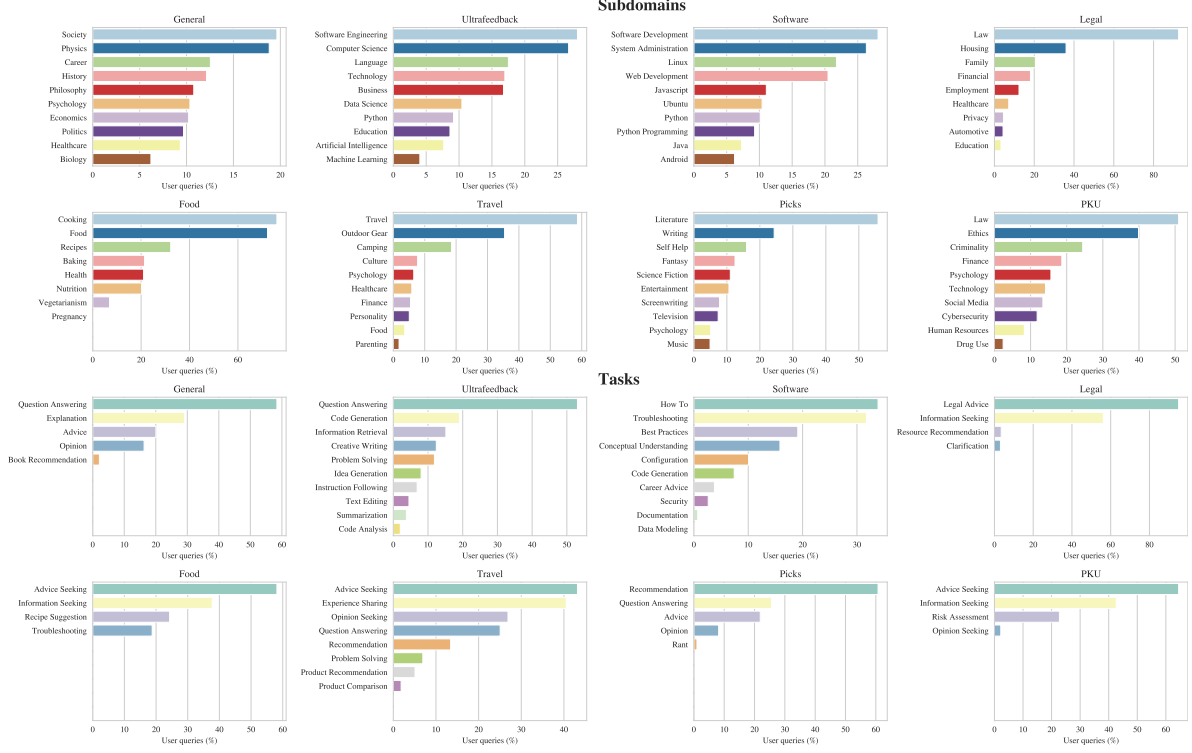 Subdomains
General
Society
Physics
Career
History
Philosophy
Psychology
Economics
Politics
Healthcare
Biology
0 5 10 15 20
User queries (%)
Ultrafeedback
Software Engineering
Computer Science
Language
Technology
Business
Data Science
Python
Education
Artificial Intelligence
Machine Learning
0 5 10 15 20 25
User queries (%)
Software
Software Development
System Administration
Linux
Web Development
Javascript
Ubuntu
Python
Python Programming
Java
Android
0 5 10 15 20 25
User queries (%)
Legal
Law
Housing
Family
Financial
Employment
Healthcare
Privacy
Automotive
Education
0 20 40 60 80
User queries (%)
Food
Cooking
Food
Recipes
Baking
Health
Nutrition
Vegetarianism
Pregnancy
0 20 40 60
User queries (%)
Travel
Travel
Outdoor Gear
Camping
Culture
Psychology
Healthcare
Finance
Personality
Food
Parenting
0 10 20 30 40 50 60
User queries (%)
Picks
Literature
Writing
Self Help
Fantasy
Science Fiction
Entertainment
Screenwriting
Television
Psychology
Music
0 10 20 30 40 50
User queries (%)
PKU
Law
Ethics
Criminality
Finance
Psychology
Technology
Social Media
Cybersecurity
Human Resources
Drug Use
0 10 20 30 40 50
User queries (%)
Tasks
General
Question Answering
Explanation
Advice
Opinion
Book Recommendation
0 10 20 30 40 50 60
User queries (%)
Ultrafeedback
Question Answering
Code Generation
Information Retrieval
Creative Writing
Problem Solving
Idea Generation
Instruction Following
Text Editing
Summarization
Code Analysis
0 10 20 30 40 50
User queries (%)
Software
How To
Troubleshooting
Best Practices
Conceptual Understanding
Configuration
Code Generation
Career Advice
Security
Documentation
Data Modeling
0 10 20 30
User queries (%)
Legal
Legal Advice
Information Seeking
Resource Recommendation
Clarification
0 20 40 60 80
User queries (%)
Food
Advice Seeking
Information Seeking
Recipe Suggestion
Troubleshooting
0 10 20 30 40 50 60
User queries (%)
Travel
Advice Seeking
Experience Sharing
Opinion Seeking
Question Answering
Recommendation
Problem Solving
Product Recommendation
Product Comparison
0 10 20 30 40
User queries (%)
Picks
Recommendation
Question Answering
Advice
Opinion
Rant
0 10 20 30 40 50 60
User queries (%)
PKU
Advice Seeking
Information Seeking
Risk Assessment
Opinion Seeking
0 10 20 30 40 50 60
User queries (%)